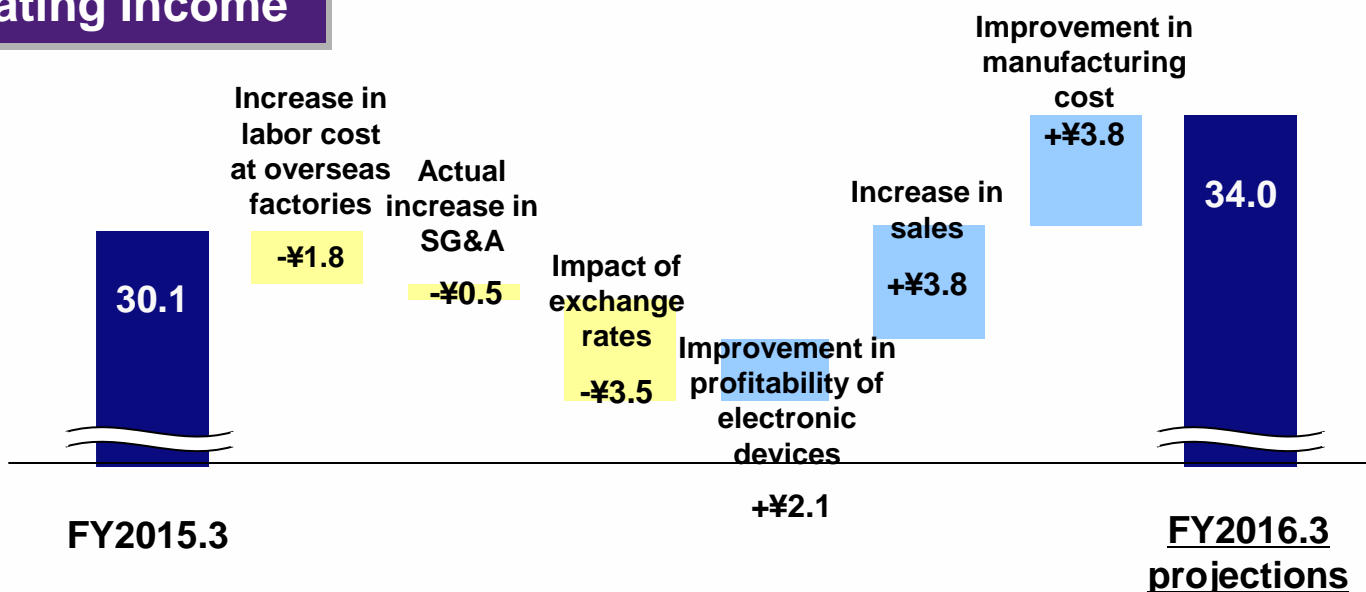 Income
Improvement in
manufacturing
cost
+¥3.8
Increase in
labor cost
at overseas
factories
-¥1.8
Actual
increase in
SG&A
-¥0.5
Impact of
exchange
rates
-¥3.5
Improvement in
profitability of
electronic
devices
+¥2.1
Increase in
sales
+¥3.8
30.1
34.0
FY2015.3
FY2016.3
projections